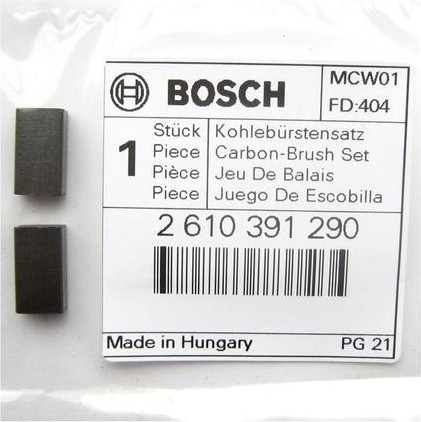 BOSCH
MCW01
FD:404
1
Stück Kohlebürstensatz
Piece Carbon-Brush Set
Pièce Jeu De Balais
Piece Juego De Escobilla
2 610 391 290
Made in Hungary PG 21